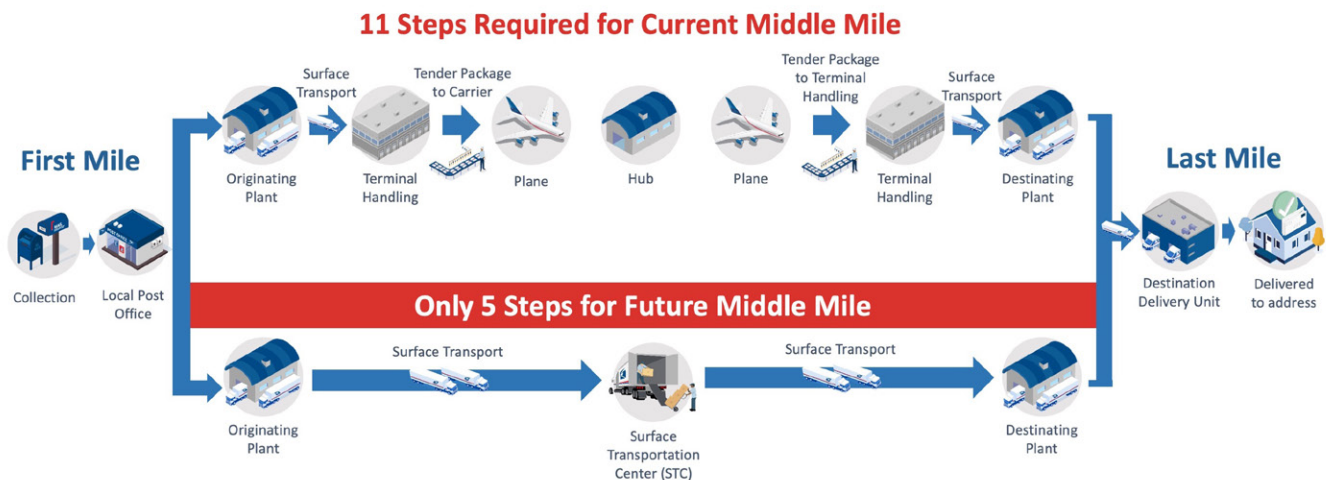 11 Steps Required for Current Middle Mile
Surface
Transport
Tender Package
to Carrier
Tender Package
to Terminal
Handling
Surface
Transport
Originating
Plant
Terminal
Handling
Plane
Hub
Plane
Terminal
Handling
Destinating
Plant
First Mile
Collection
Local Post
Office
Last Mile
Destination
Delivery Unit
Delivered
to address
Only 5 Steps for Future Middle Mile
Surface Transport
Surface Transport
Originating
Plant
Surface
Transportation
Center (STC)
Destinating
Plant